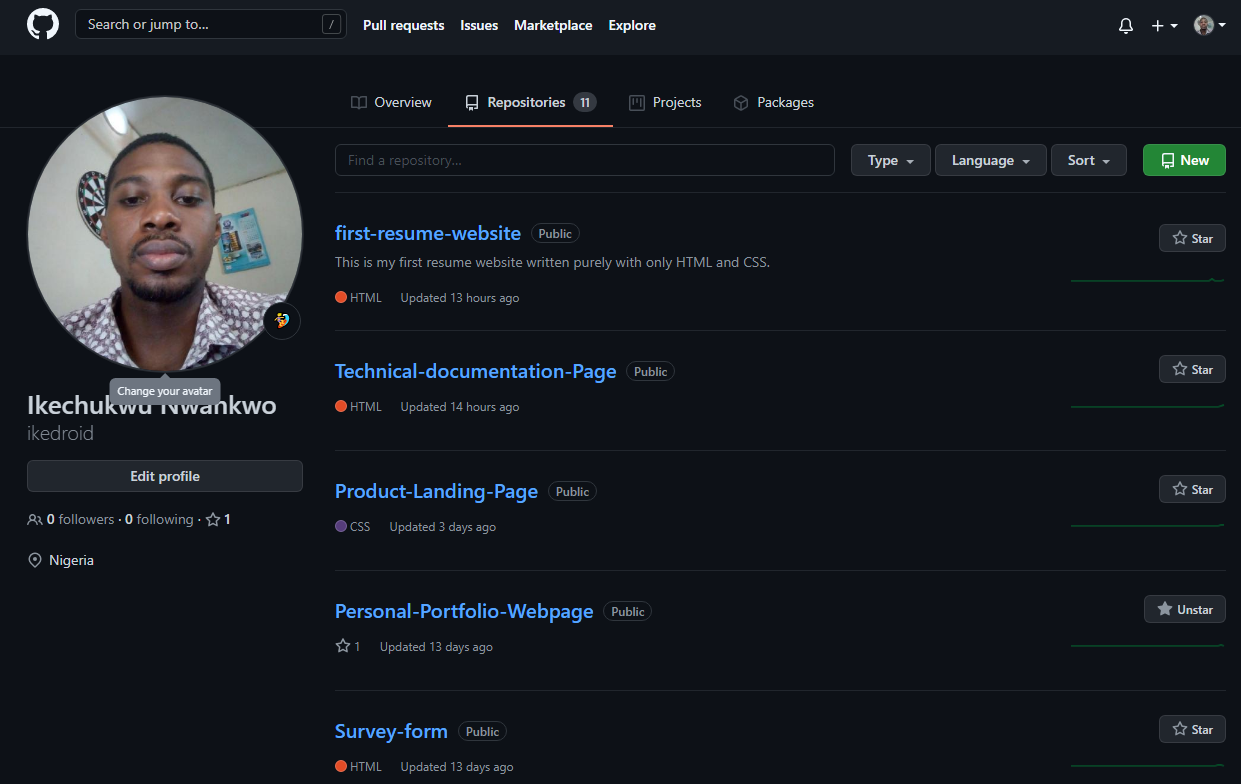 Search or jump to... /
Pull requests Issues Marketplace Explore
Overview Repositories 11 Projects Packages
Find a repository... Type Language Sort New
Change your avatar
Ikechukwu Nwankwo
ikedroid
Edit profile
0 followers · 0 following · 1
Nigeria
first-resume-website Public Star
This is my first resume website written purely with only HTML and CSS.
HTML Updated 13 hours ago
Technical-documentation-Page Public Star
HTML Updated 14 hours ago
Product-Landing-Page Public Star
CSS Updated 3 days ago
Personal-Portfolio-Webpage Public Unstar
1 Updated 13 days ago
Survey-form Public Star
HTML Updated 13 days ago